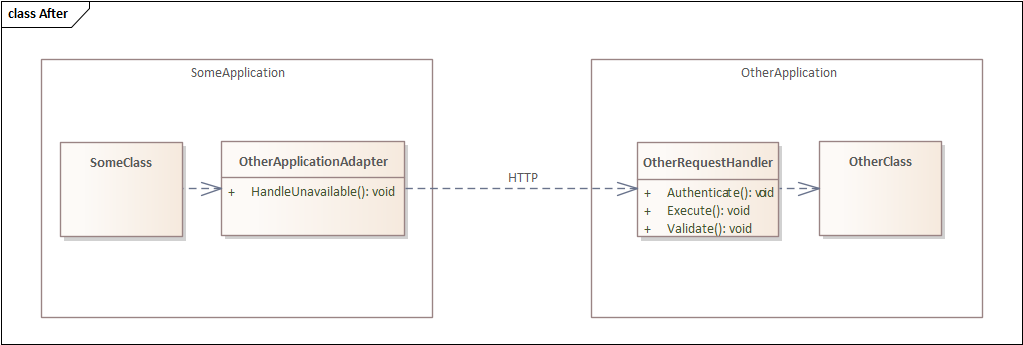 class After
SomeApplication
OtherApplication
SomeClass
OtherApplicationAdapter
+ HandleUnavailable(): void
HTTP
OtherRequestHandler
+ Authenticate(): void
+ Execute(): void
+ Validate(): void
OtherClass